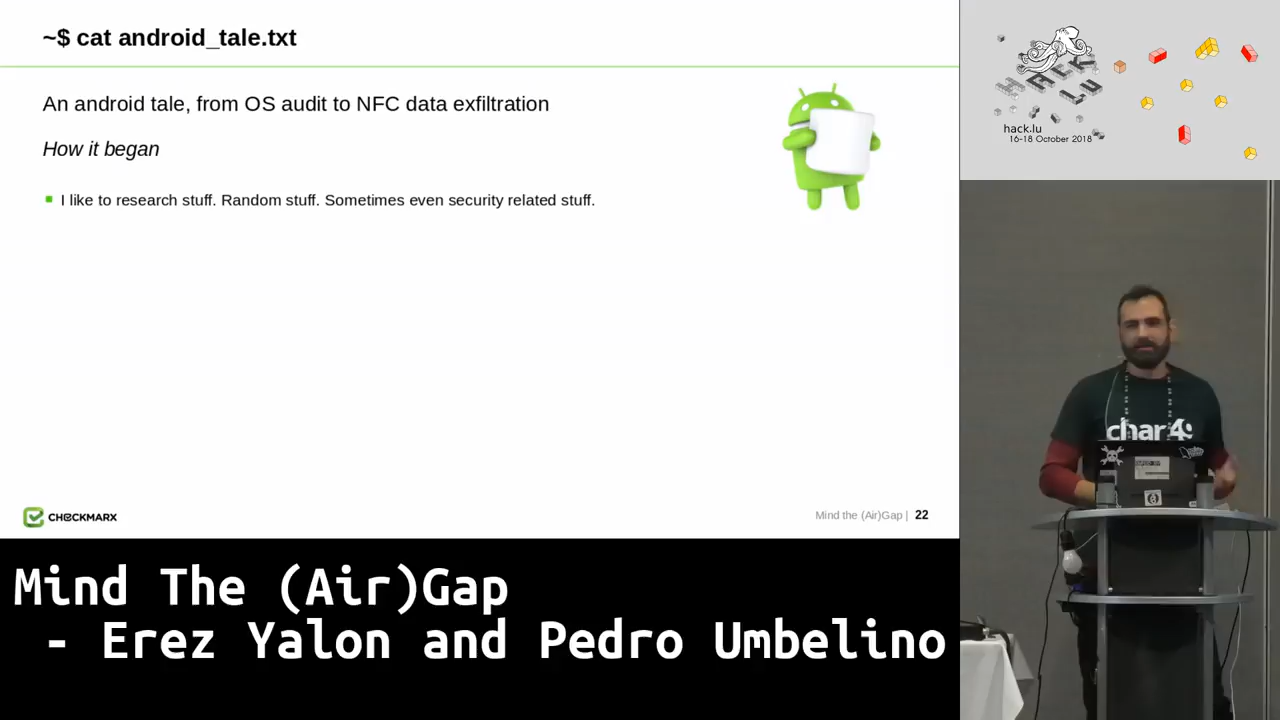 ~$ cat android_tale.txt
An android tale, from OS audit to NFC data exfiltration
How it began
I like to research stuff. Random stuff. Sometimes even security related stuff.
CHECKMARX
Mind the (Air)Gap | 22
Mind The (Air)Gap
- Erez Yalon and Pedro Umbelino
HACK
LU
hack.lu
16-18 October 2018
char49